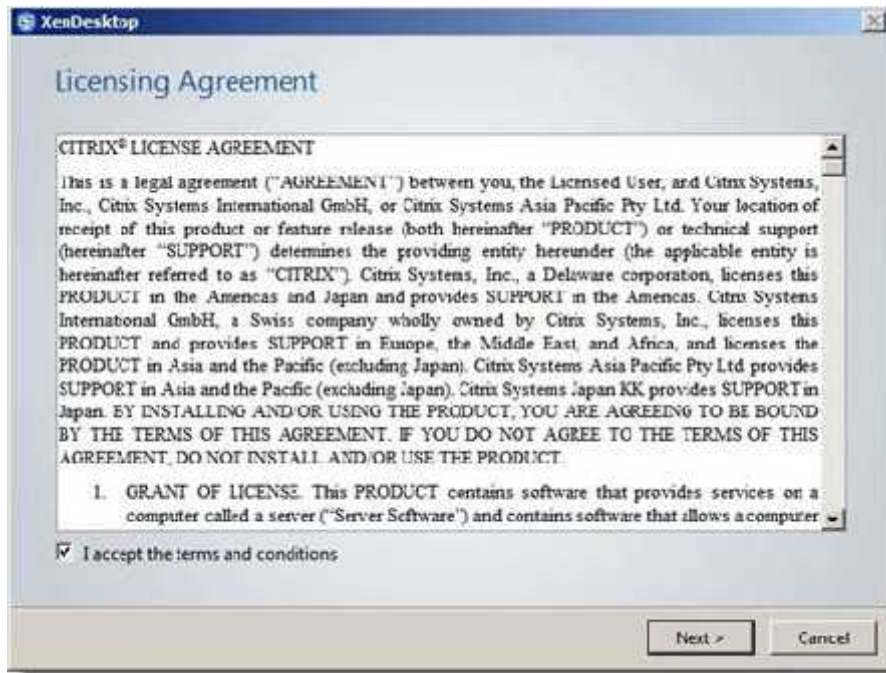 XenDesktop
Licensing Agreement
CITRIX® LICENSE AGREEMENT
This is a legal agreement ("AGREEMENT") between you, the Licensed User, and Citrix Systems,
Inc., Citrix Systems International GmbH, or Citrix Systems Asia Pacific Pty Ltd. Your location of
receipt of this product or feature release (both hereinafter "PRODUCT") or technical support
(hereinafter "SUPPORT") determines the providing entity hereunder (the applicable entity is
hereinafter referred to as "CITRIX"). Citrix Systems, Inc., a Delaware corporation, licenses this
PRODUCT in the Americas and Japan and provides SUPPORT in the Americas. Citrix Systems
International GmbH, a Swiss company wholly owned by Citrix Systems, Inc., licenses this
PRODUCT and provides SUPPORT in Europe, the Middle East, and Africa, and licenses the
PRODUCT in Asia and the Pacific (excluding Japan). Citrix Systems Asia Pacific Pty Ltd provides
SUPPORT in Asia and the Pacific (excluding Japan). Citrix Systems Japan KK provides SUPPORT in
Japan. BY INSTALLING AND/OR USING THE PRODUCT, YOU ARE AGREEING TO BE BOUND
BY THE TERMS OF THIS AGREEMENT. IF YOU DO NOT AGREE TO THE TERMS OF THIS
AGREEMENT, DO NOT INSTALL AND/OR USE THE PRODUCT.
1. GRANT OF LICENSE. This PRODUCT contains software that provides services on a
computer called a server ("Server Software") and contains software that allows a computer
I accept the terms and conditions
Next >
Cancel